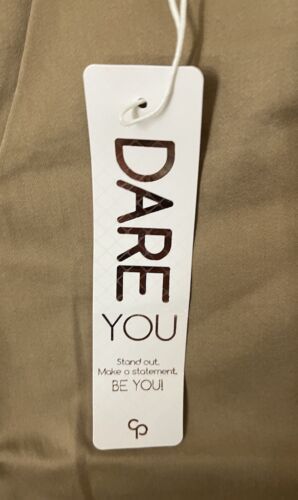 DARE
YOU
Stand out.
Make a statement.
BE YOU!
cp